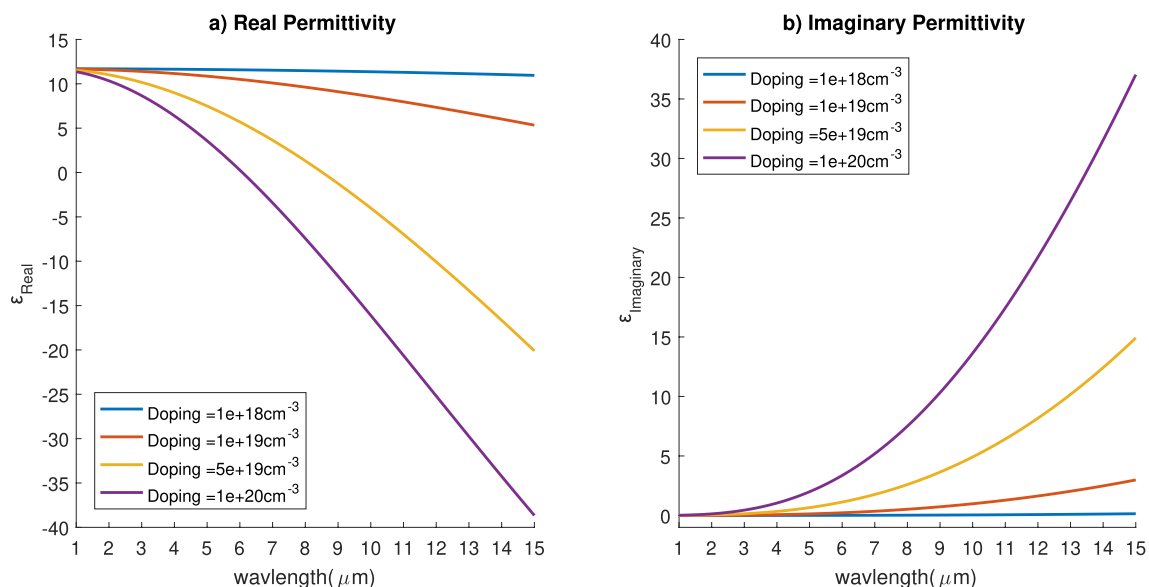 a) Real Permittivity
15
10
5
0
-5
-10
-15
-20
-25
-30
-35
-40
ε_Real
Doping =1e+18cm^-3
Doping =1e+19cm^-3
Doping =5e+19cm^-3
Doping =1e+20cm^-3
1 2 3 4 5 6 7 8 9 10 11 12 13 14 15
wavlength( μm)
b) Imaginary Permittivity
40
35
30
25
20
15
10
5
0
ε_Imaginary
Doping =1e+18cm^-3
Doping =1e+19cm^-3
Doping =5e+19cm^-3
Doping =1e+20cm^-3
1 2 3 4 5 6 7 8 9 10 11 12 13 14 15
wavlength( μm)